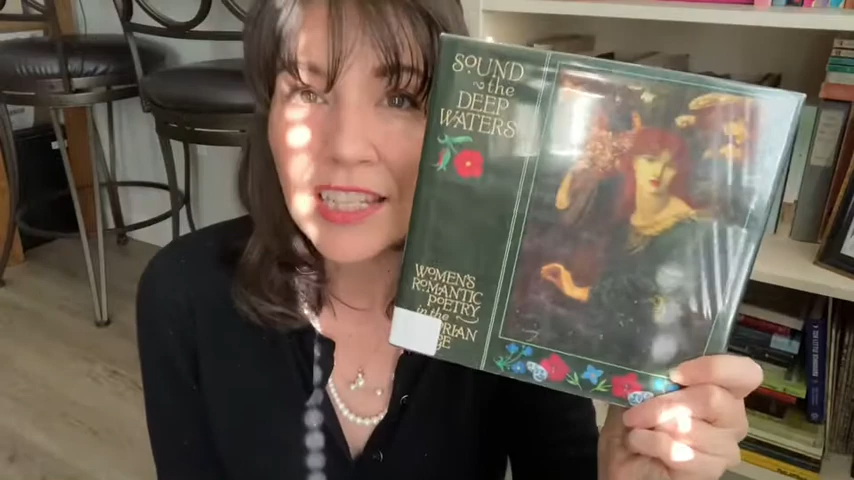 SOUND
the
DEEP
WATERS
WOMEN'S
ROMANTIC
POETRY
in the